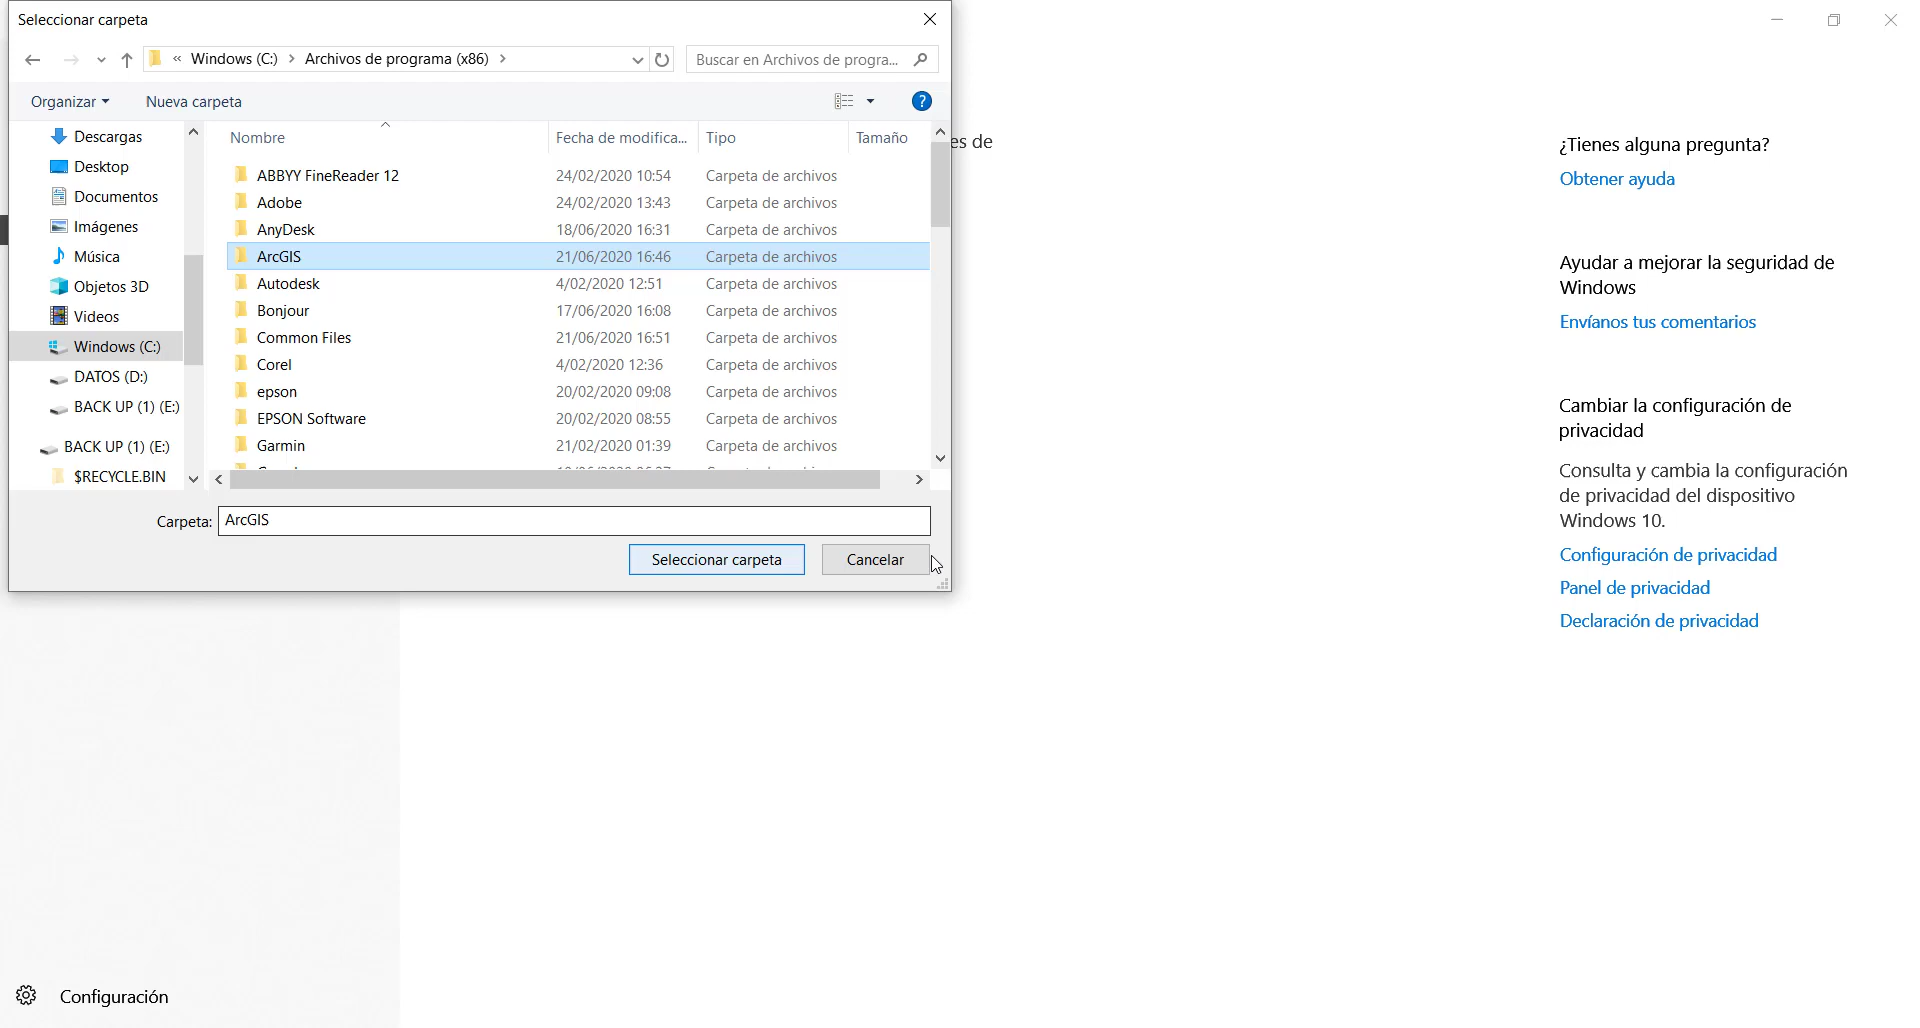 Seleccionar carpeta
« Windows (C:) > Archivos de programa (x86) >
Buscar en Archivos de progra...
Organizar
Nueva carpeta
?
Descargas
Desktop
Documentos
Imágenes
Música
Objetos 3D
Videos
Windows (C:)
DATOS (D:)
BACK UP (1) (E:)
BACK UP (1) (E:)
$RECYCLE.BIN
Nombre Fecha de modifica... Tipo Tamaño
ABBYY FineReader 12 24/02/2020 10:54 Carpeta de archivos
Adobe 24/02/2020 13:43 Carpeta de archivos
AnyDesk 18/06/2020 16:31 Carpeta de archivos
ArcGIS 21/06/2020 16:46 Carpeta de archivos
Autodesk 4/02/2020 12:51 Carpeta de archivos
Bonjour 17/06/2020 16:08 Carpeta de archivos
Common Files 21/06/2020 16:51 Carpeta de archivos
Corel 4/02/2020 12:36 Carpeta de archivos
epson 20/02/2020 09:08 Carpeta de archivos
EPSON Software 20/02/2020 08:55 Carpeta de archivos
Garmin 21/02/2020 01:39 Carpeta de archivos
Carpeta: ArcGIS
Seleccionar carpeta
Cancelar
es de
¿Tienes alguna pregunta?
Obtener ayuda
Ayudar a mejorar la seguridad de
Windows
Envíanos tus comentarios
Cambiar la configuración de
privacidad
Consulta y cambia la configuración
de privacidad del dispositivo
Windows 10.
Configuración de privacidad
Panel de privacidad
Declaración de privacidad
Configuración